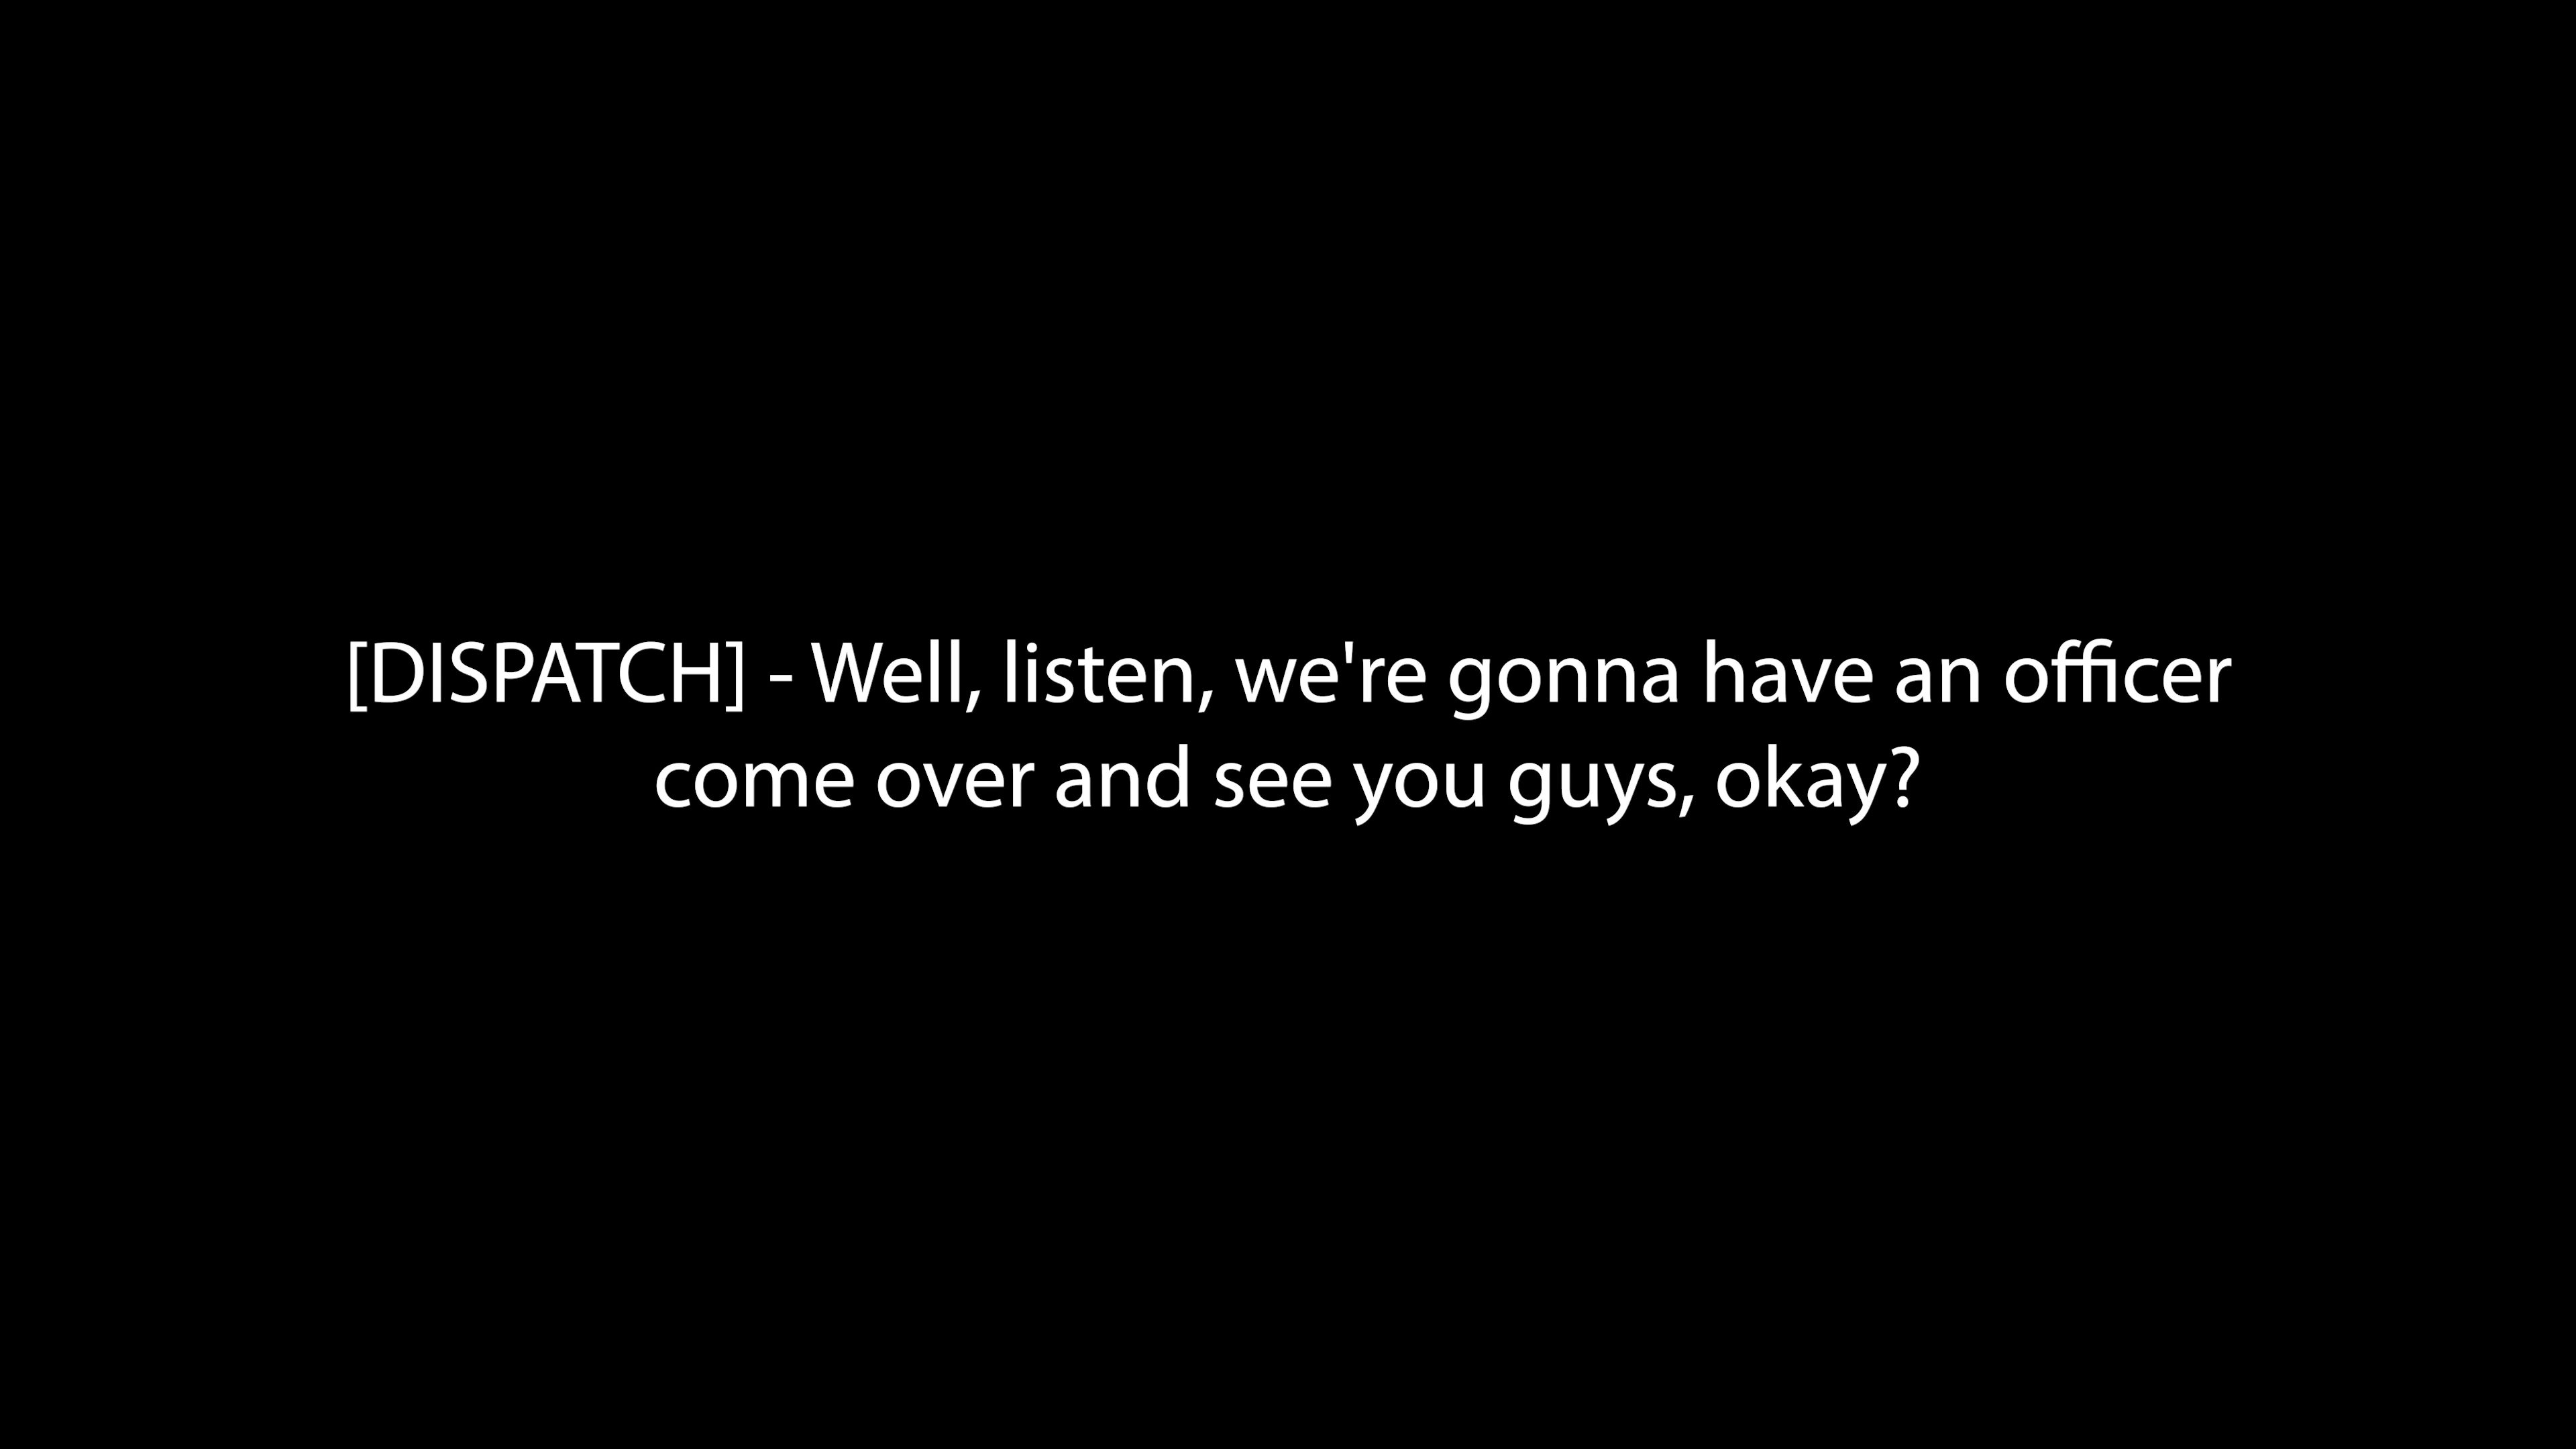 [DISPATCH] - Well, listen, we're gonna have an officer
come over and see you guys, okay?